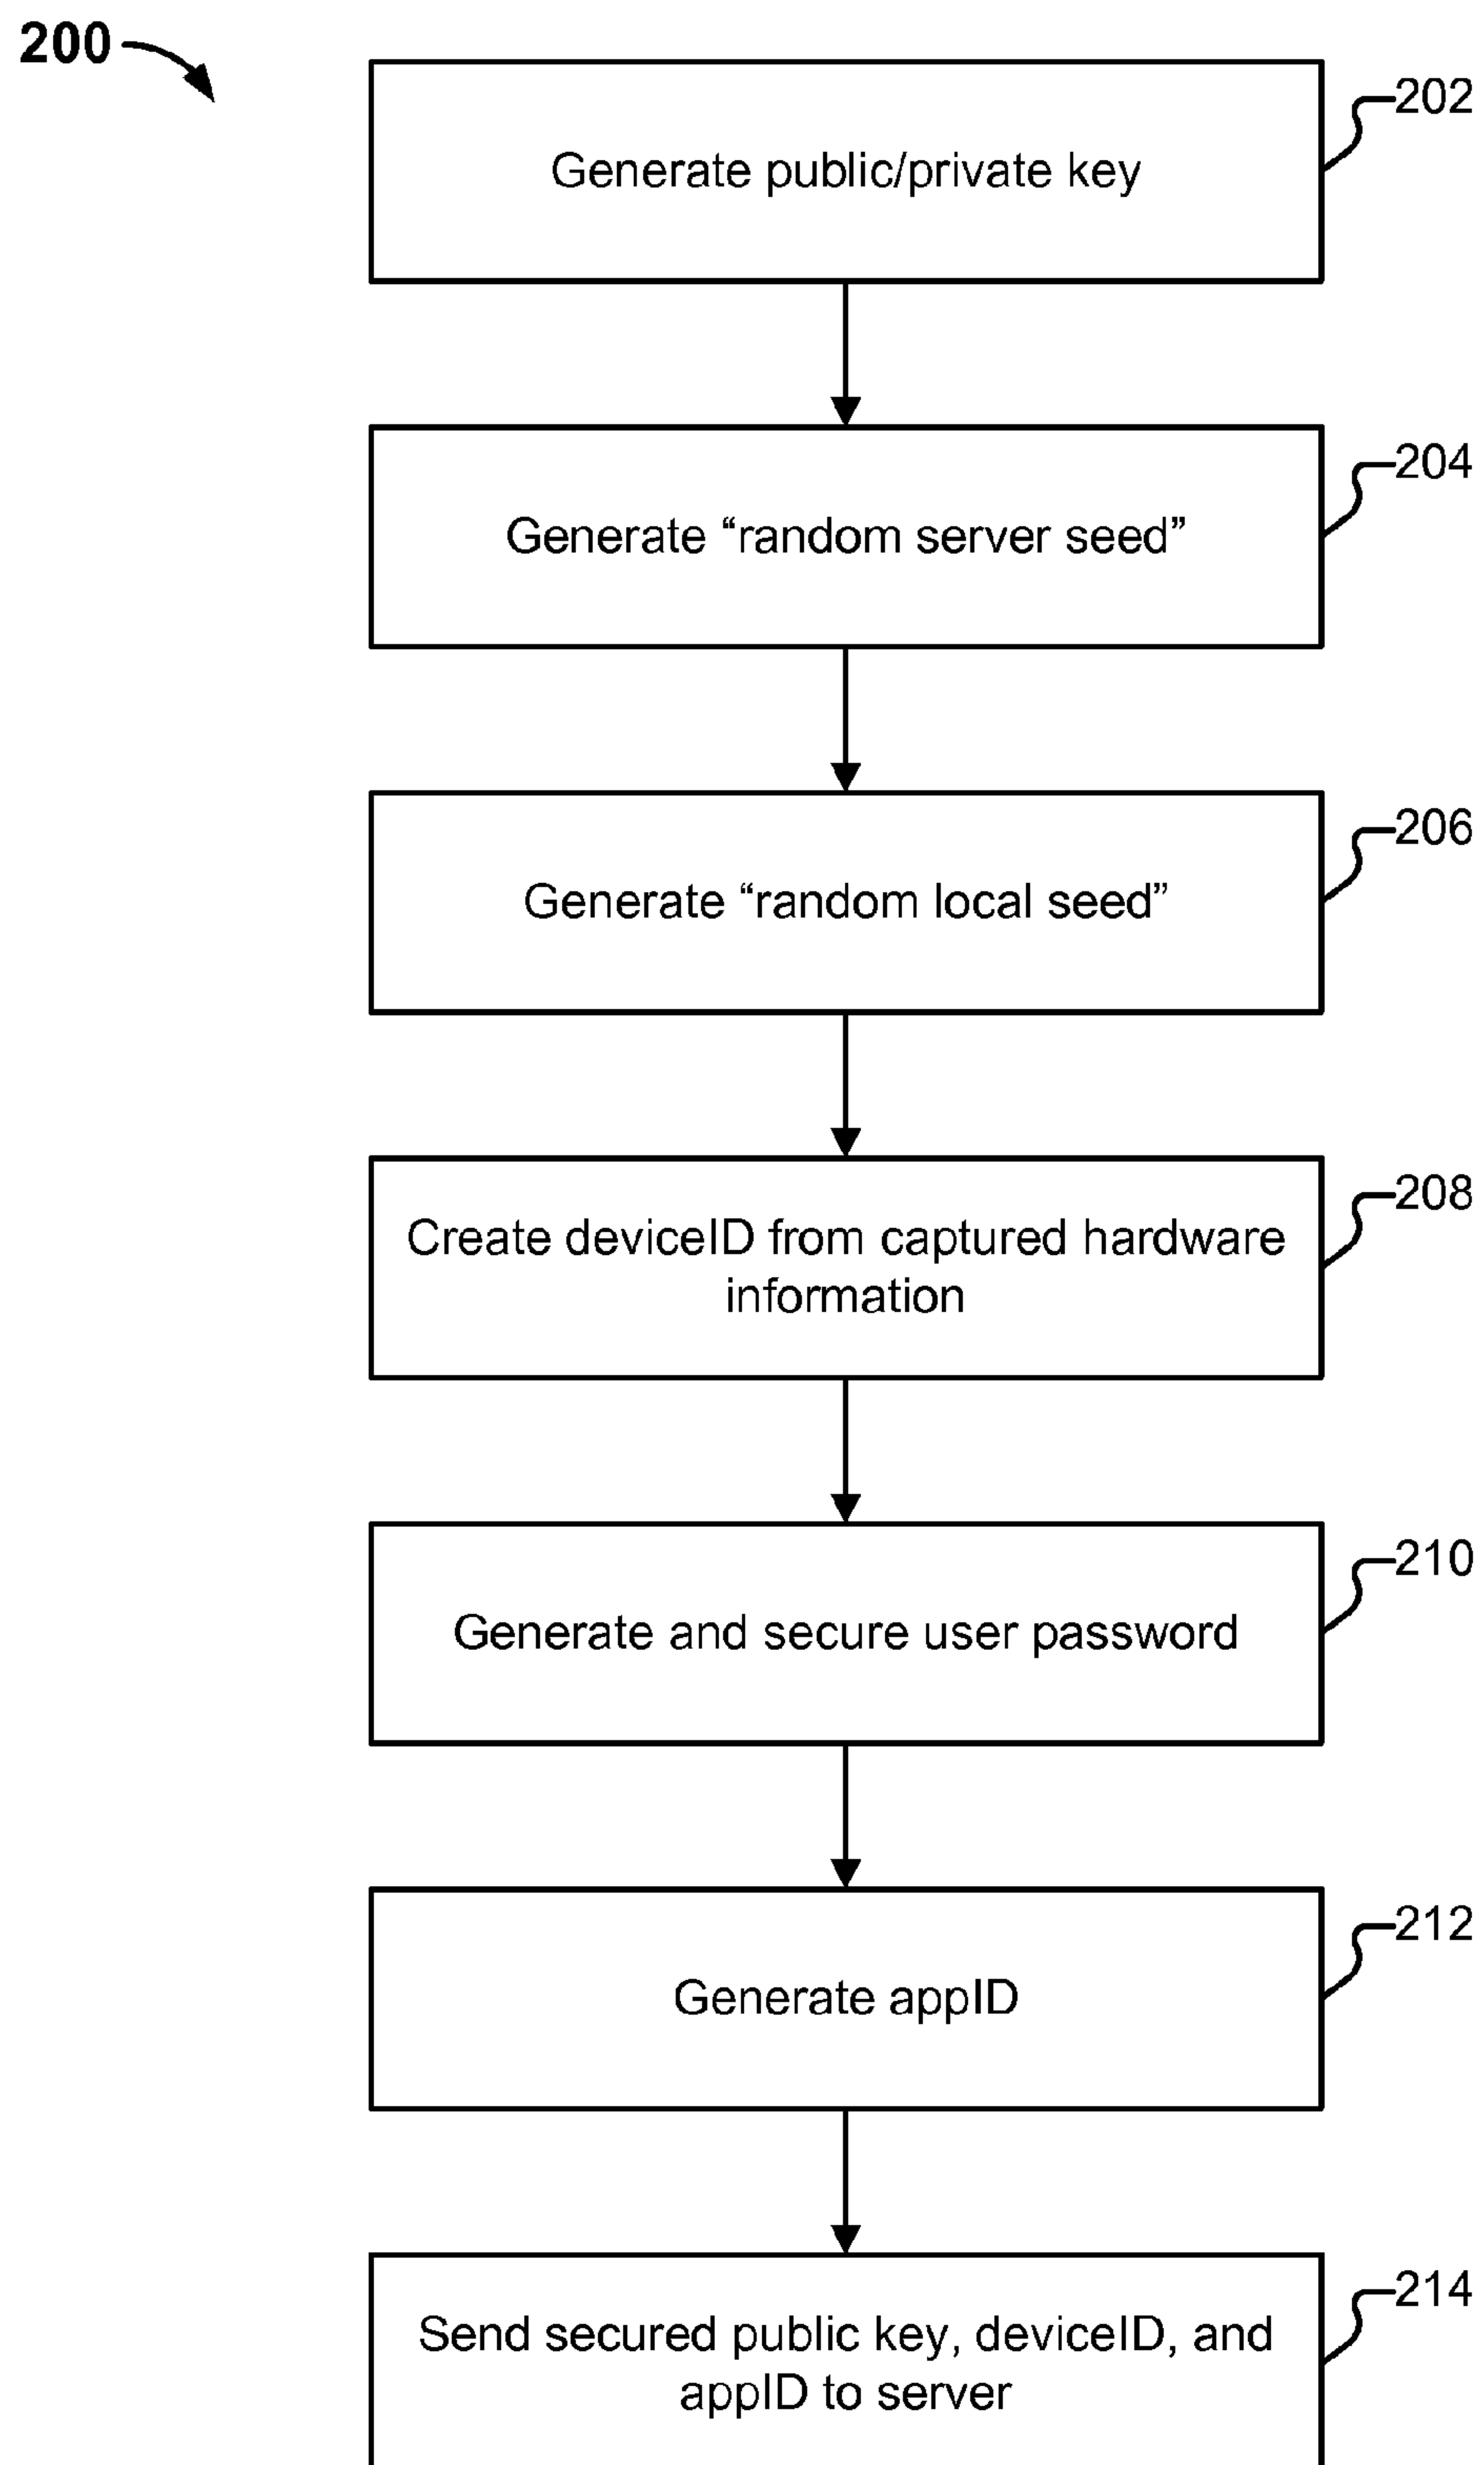 200
202
Generate public/private key
204
Generate “random server seed”
206
Generate “random local seed”
208
Create deviceID from captured hardware
information
210
Generate and secure user password
212
Generate appID
214
Send secured public key, deviceID, and
appID to server